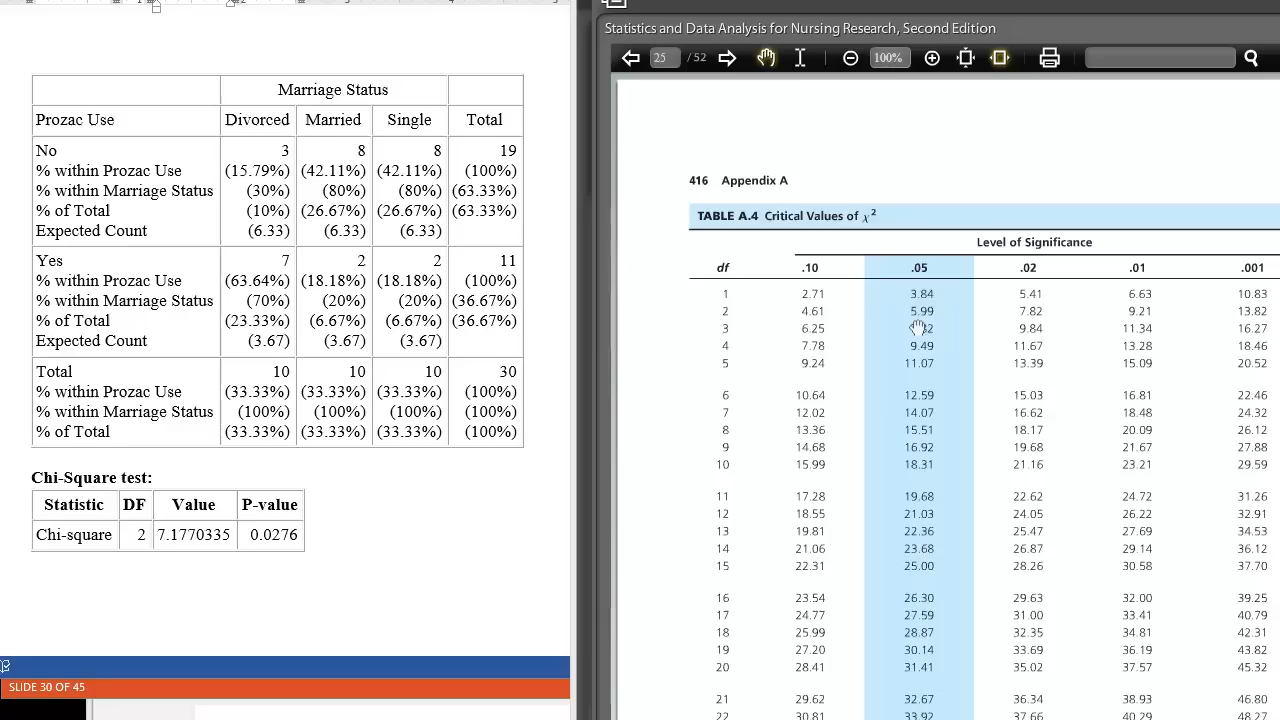 Marriage Status
Prozac Use Divorced Married Single Total
No 3 8 8 19
% within Prozac Use (15.79%) (42.11%) (42.11%) (100%)
% within Marriage Status (30%) (80%) (80%) (63.33%)
% of Total (10%) (26.67%) (26.67%) (63.33%)
Expected Count (6.33) (6.33) (6.33)
Yes 7 2 2 11
% within Prozac Use (63.64%) (18.18%) (18.18%) (100%)
% within Marriage Status (70%) (20%) (20%) (36.67%)
% of Total (23.33%) (6.67%) (6.67%) (36.67%)
Expected Count (3.67) (3.67) (3.67)
Total 10 10 10 30
% within Prozac Use (33.33%) (33.33%) (33.33%) (100%)
% within Marriage Status (100%) (100%) (100%) (100%)
% of Total (33.33%) (33.33%) (33.33%) (100%)
Chi-Square test:
Statistic DF Value P-value
Chi-square 2 7.1770335 0.0276
SLIDE 30 OF 45
Statistics and Data Analysis for Nursing Research, Second Edition
25 / 52 100%
416 Appendix A
TABLE A.4 Critical Values of χ²
Level of Significance
df .10 .05 .02 .01 .001
1 2.71 3.84 5.41 6.63 10.83
2 4.61 5.99 7.82 9.21 13.82
3 6.25 9.84 11.34 16.27
4 7.78 9.49 11.67 13.28 18.46
5 9.24 11.07 13.39 15.09 20.52
6 10.64 12.59 15.03 16.81 22.46
7 12.02 14.07 16.62 18.48 24.32
8 13.36 15.51 18.17 20.09 26.12
9 14.68 16.92 19.68 21.67 27.88
10 15.99 18.31 21.16 23.21 29.59
11 17.28 19.68 22.62 24.72 31.26
12 18.55 21.03 24.05 26.22 32.91
13 19.81 22.36 25.47 27.69 34.53
14 21.06 23.68 26.87 29.14 36.12
15 22.31 25.00 28.26 30.58 37.70
16 23.54 26.30 29.63 32.00 39.25
17 24.77 27.59 31.00 33.41 40.79
18 25.99 28.87 32.35 34.81 42.31
19 27.20 30.14 33.69 36.19 43.82
20 28.41 31.41 35.02 37.57 45.32
21 29.62 32.67 36.34 38.93 46.80
22 30.81 33.92 37.66 40.29 48.27